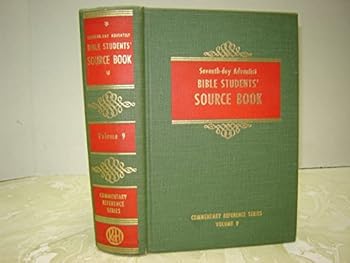 Seventh-day Adventist
BIBLE STUDENTS'
SOURCE BOOK
Volume 9
COMMENTARY
REFERENCE
SERIES
Seventh-day Adventist
BIBLE STUDENTS'
SOURCE BOOK
COMMENTARY REFERENCE SERIES
VOLUME 9